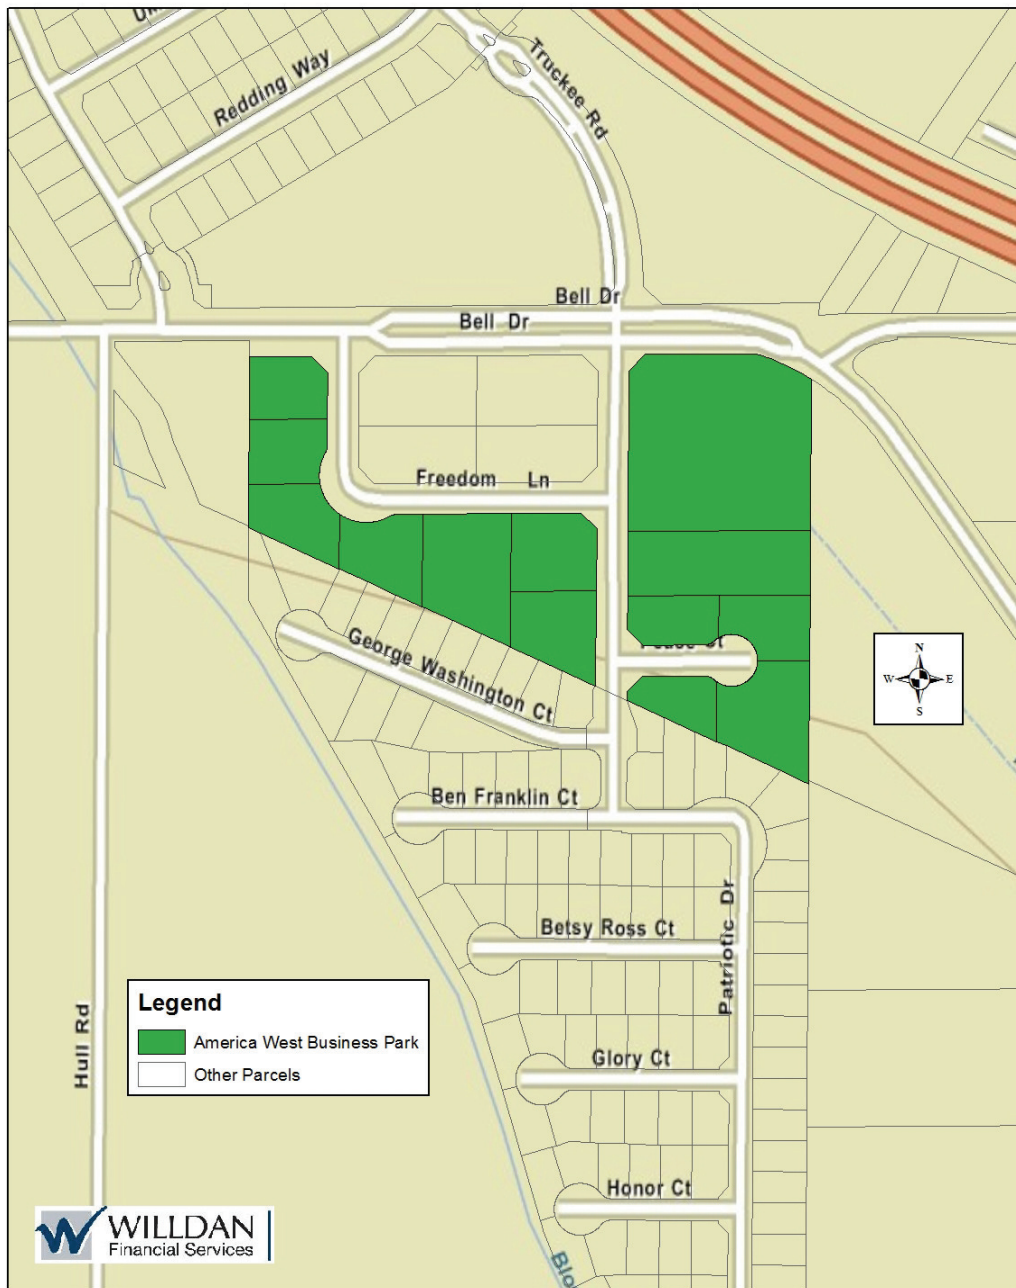 Redding Way
Truckee Rd
Bell Dr
Bell Dr
Freedom Ln
N
W E
S
George Washington Ct
Ben Franklin Ct
Betsy Ross Ct
Patriotic Dr
Legend
America West Business Park
Other Parcels
Hull Rd
Glory Ct
Honor Ct
WILLDAN
Financial Services
Blo